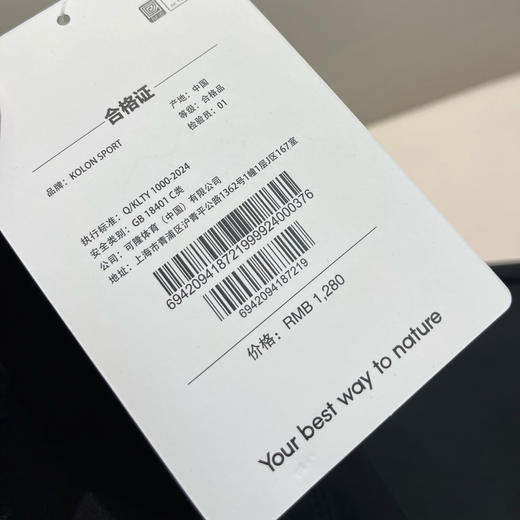 合格证
产地：中国
等级：合格品
检验员：01
品牌：KOLON SPORT
执行标准：Q/KLTY 1000-2024
安全类别：GB 18401 C类
公司：可隆体育（中国）有限公司
地址：上海市青浦区沪青平公路1362号1幢1层J区167室
6942094187219999240003​76
6942094187219
价格：RMB 1,280
Your best way to nature